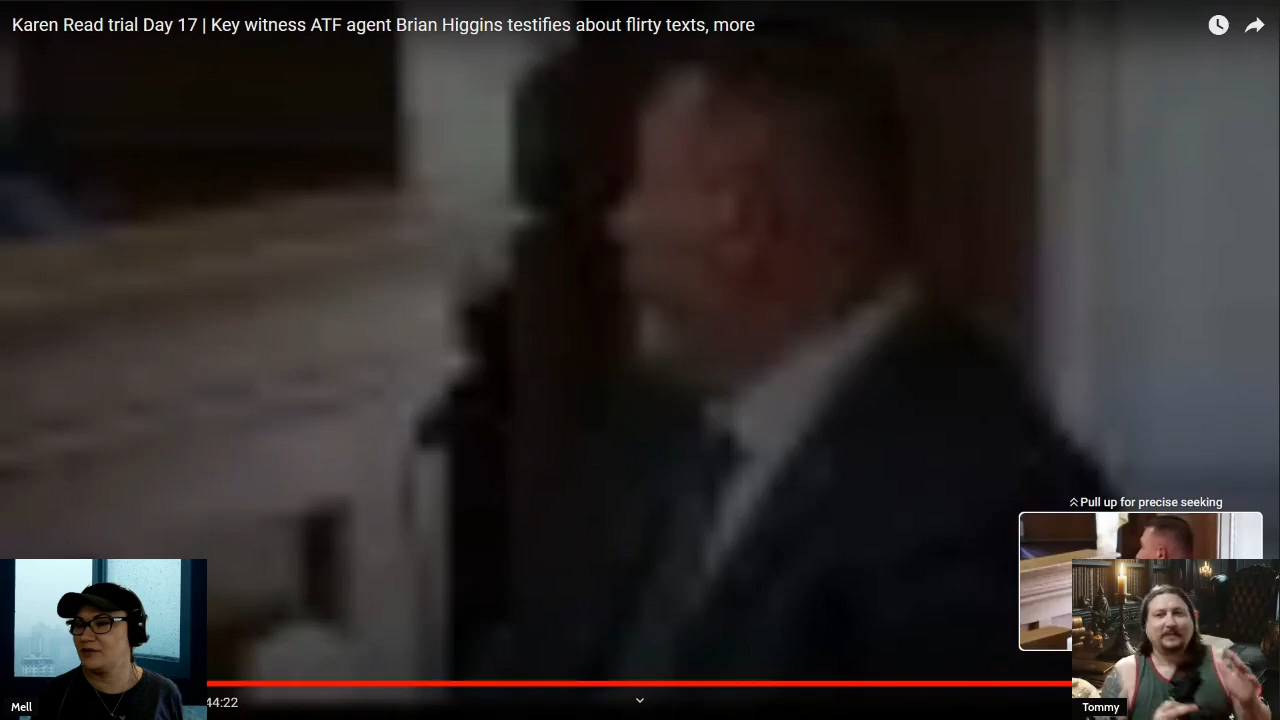 Karen Read trial Day 17 | Key witness ATF agent Brian Higgins testifies about flirty texts, more
Pull up for precise seeking
44:22
Mell
Tommy